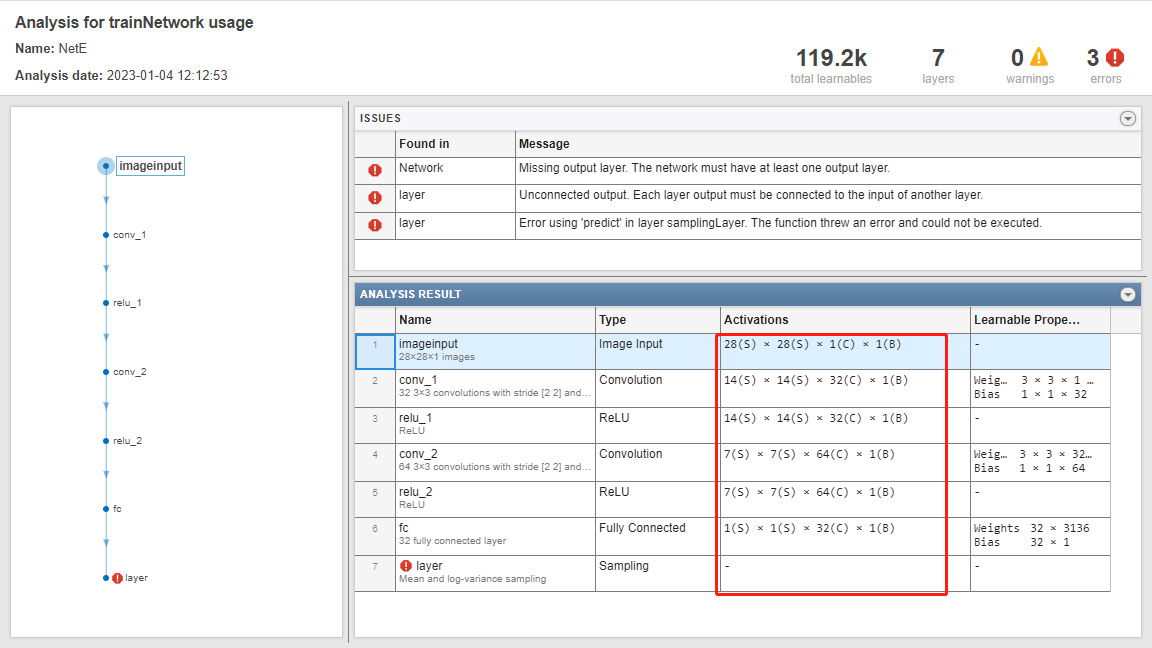 Analysis for trainNetwork usage
Name: NetE
Analysis date: 2023-01-04 12:12:53
119.2k
total learnables
7
layers
0
warnings
3
errors
imageinput
conv_1
relu_1
conv_2
relu_2
fc
layer
ISSUES
Found in Message
Network Missing output layer. The network must have at least one output layer.
layer Unconnected output. Each layer output must be connected to the input of another layer.
layer Error using 'predict' in layer samplingLayer. The function threw an error and could not be executed.
ANALYSIS RESULT
Name Type Activations Learnable Prope…
1 imageinput Image Input 28(S) × 28(S) × 1(C) × 1(B) -
28×28×1 images
2 conv_1 Convolution 14(S) × 14(S) × 32(C) × 1(B) Weig… 3 × 3 × 1 …
32 3×3 convolutions with stride [2 2] and… Bias 1 × 1 × 32
3 relu_1 ReLU 14(S) × 14(S) × 32(C) × 1(B) -
ReLU
4 conv_2 Convolution 7(S) × 7(S) × 64(C) × 1(B) Weig… 3 × 3 × 32…
64 3×3 convolutions with stride [2 2] and… Bias 1 × 1 × 64
5 relu_2 ReLU 7(S) × 7(S) × 64(C) × 1(B) -
ReLU
6 fc Fully Connected 1(S) × 1(S) × 32(C) × 1(B) Weights 32 × 3136
32 fully connected layer Bias 32 × 1
7 layer Sampling - -
Mean and log-variance sampling